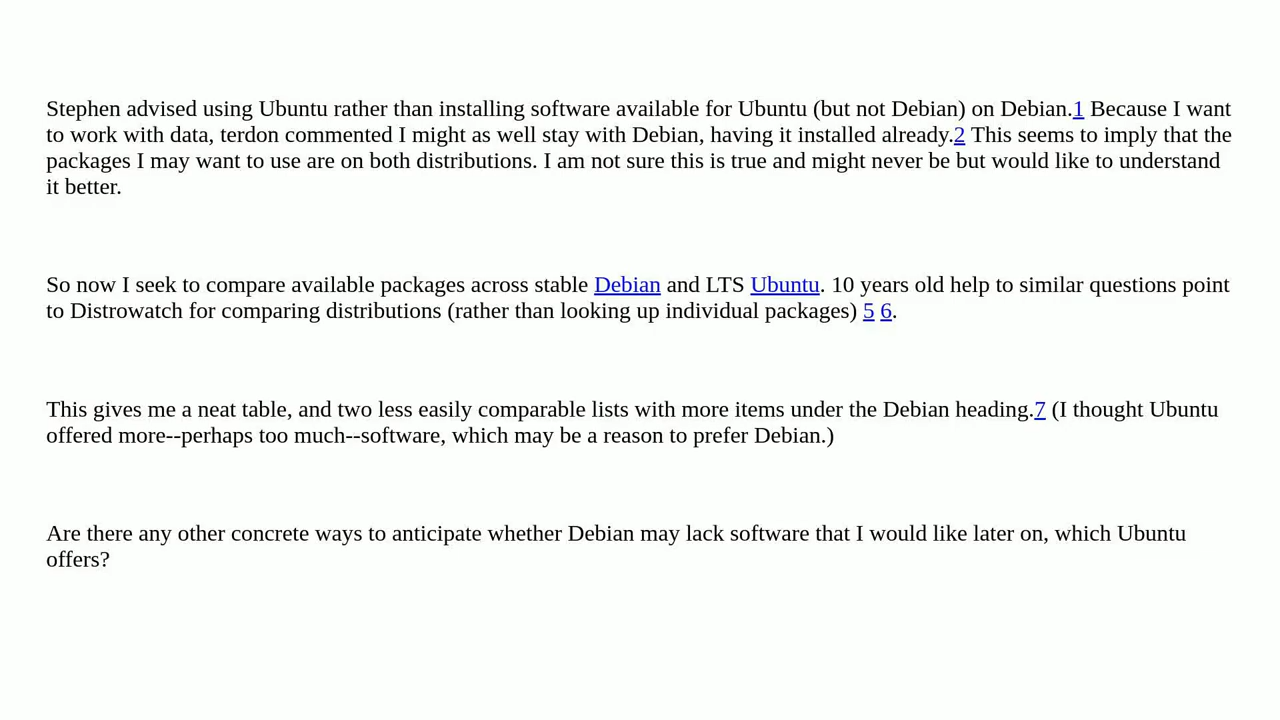 Stephen advised using Ubuntu rather than installing software available for Ubuntu (but not Debian) on Debian.1 Because I want
to work with data, terdon commented I might as well stay with Debian, having it installed already.2 This seems to imply that the
packages I may want to use are on both distributions. I am not sure this is true and might never be but would like to understand
it better.
So now I seek to compare available packages across stable Debian and LTS Ubuntu. 10 years old help to similar questions point
to Distrowatch for comparing distributions (rather than looking up individual packages) 5 6.
This gives me a neat table, and two less easily comparable lists with more items under the Debian heading.7 (I thought Ubuntu
offered more--perhaps too much--software, which may be a reason to prefer Debian.)
Are there any other concrete ways to anticipate whether Debian may lack software that I would like later on, which Ubuntu
offers?